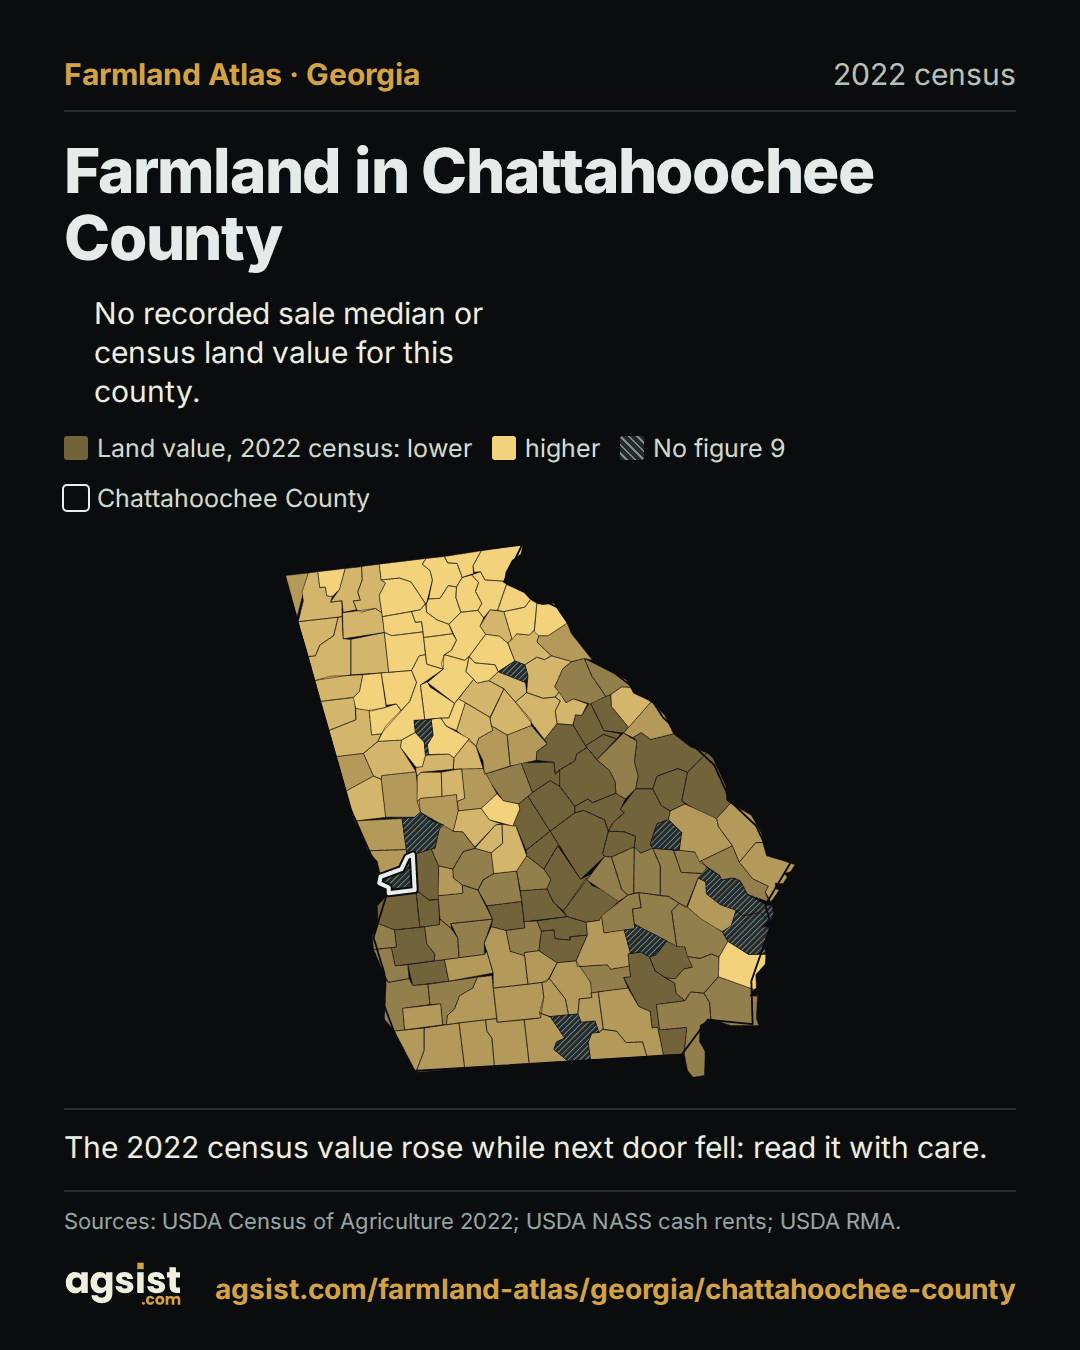 Farmland Atlas · Georgia
2022 census
Farmland in Chattahoochee
County
No recorded sale median or
census land value for this
county.
Land value, 2022 census: lower
higher
No figure 9
Chattahoochee County
The 2022 census value rose while next door fell: read it with care.
Sources: USDA Census of Agriculture 2022; USDA NASS cash rents; USDA RMA.
agsist
.com
agsist.com/farmland-atlas/georgia/chattahoochee-county